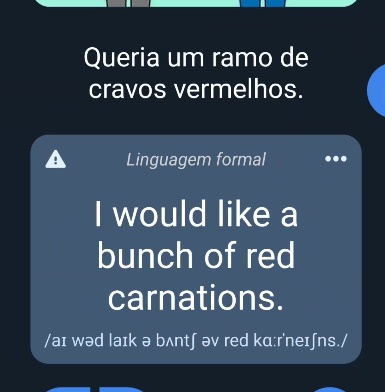 Queria um ramo de
cravos vermelhos.
Linguagem formal
I would like a
bunch of red
carnations.
/aɪ wəd laɪk ə bʌntʃ əv red kɑːr'neɪʃns./